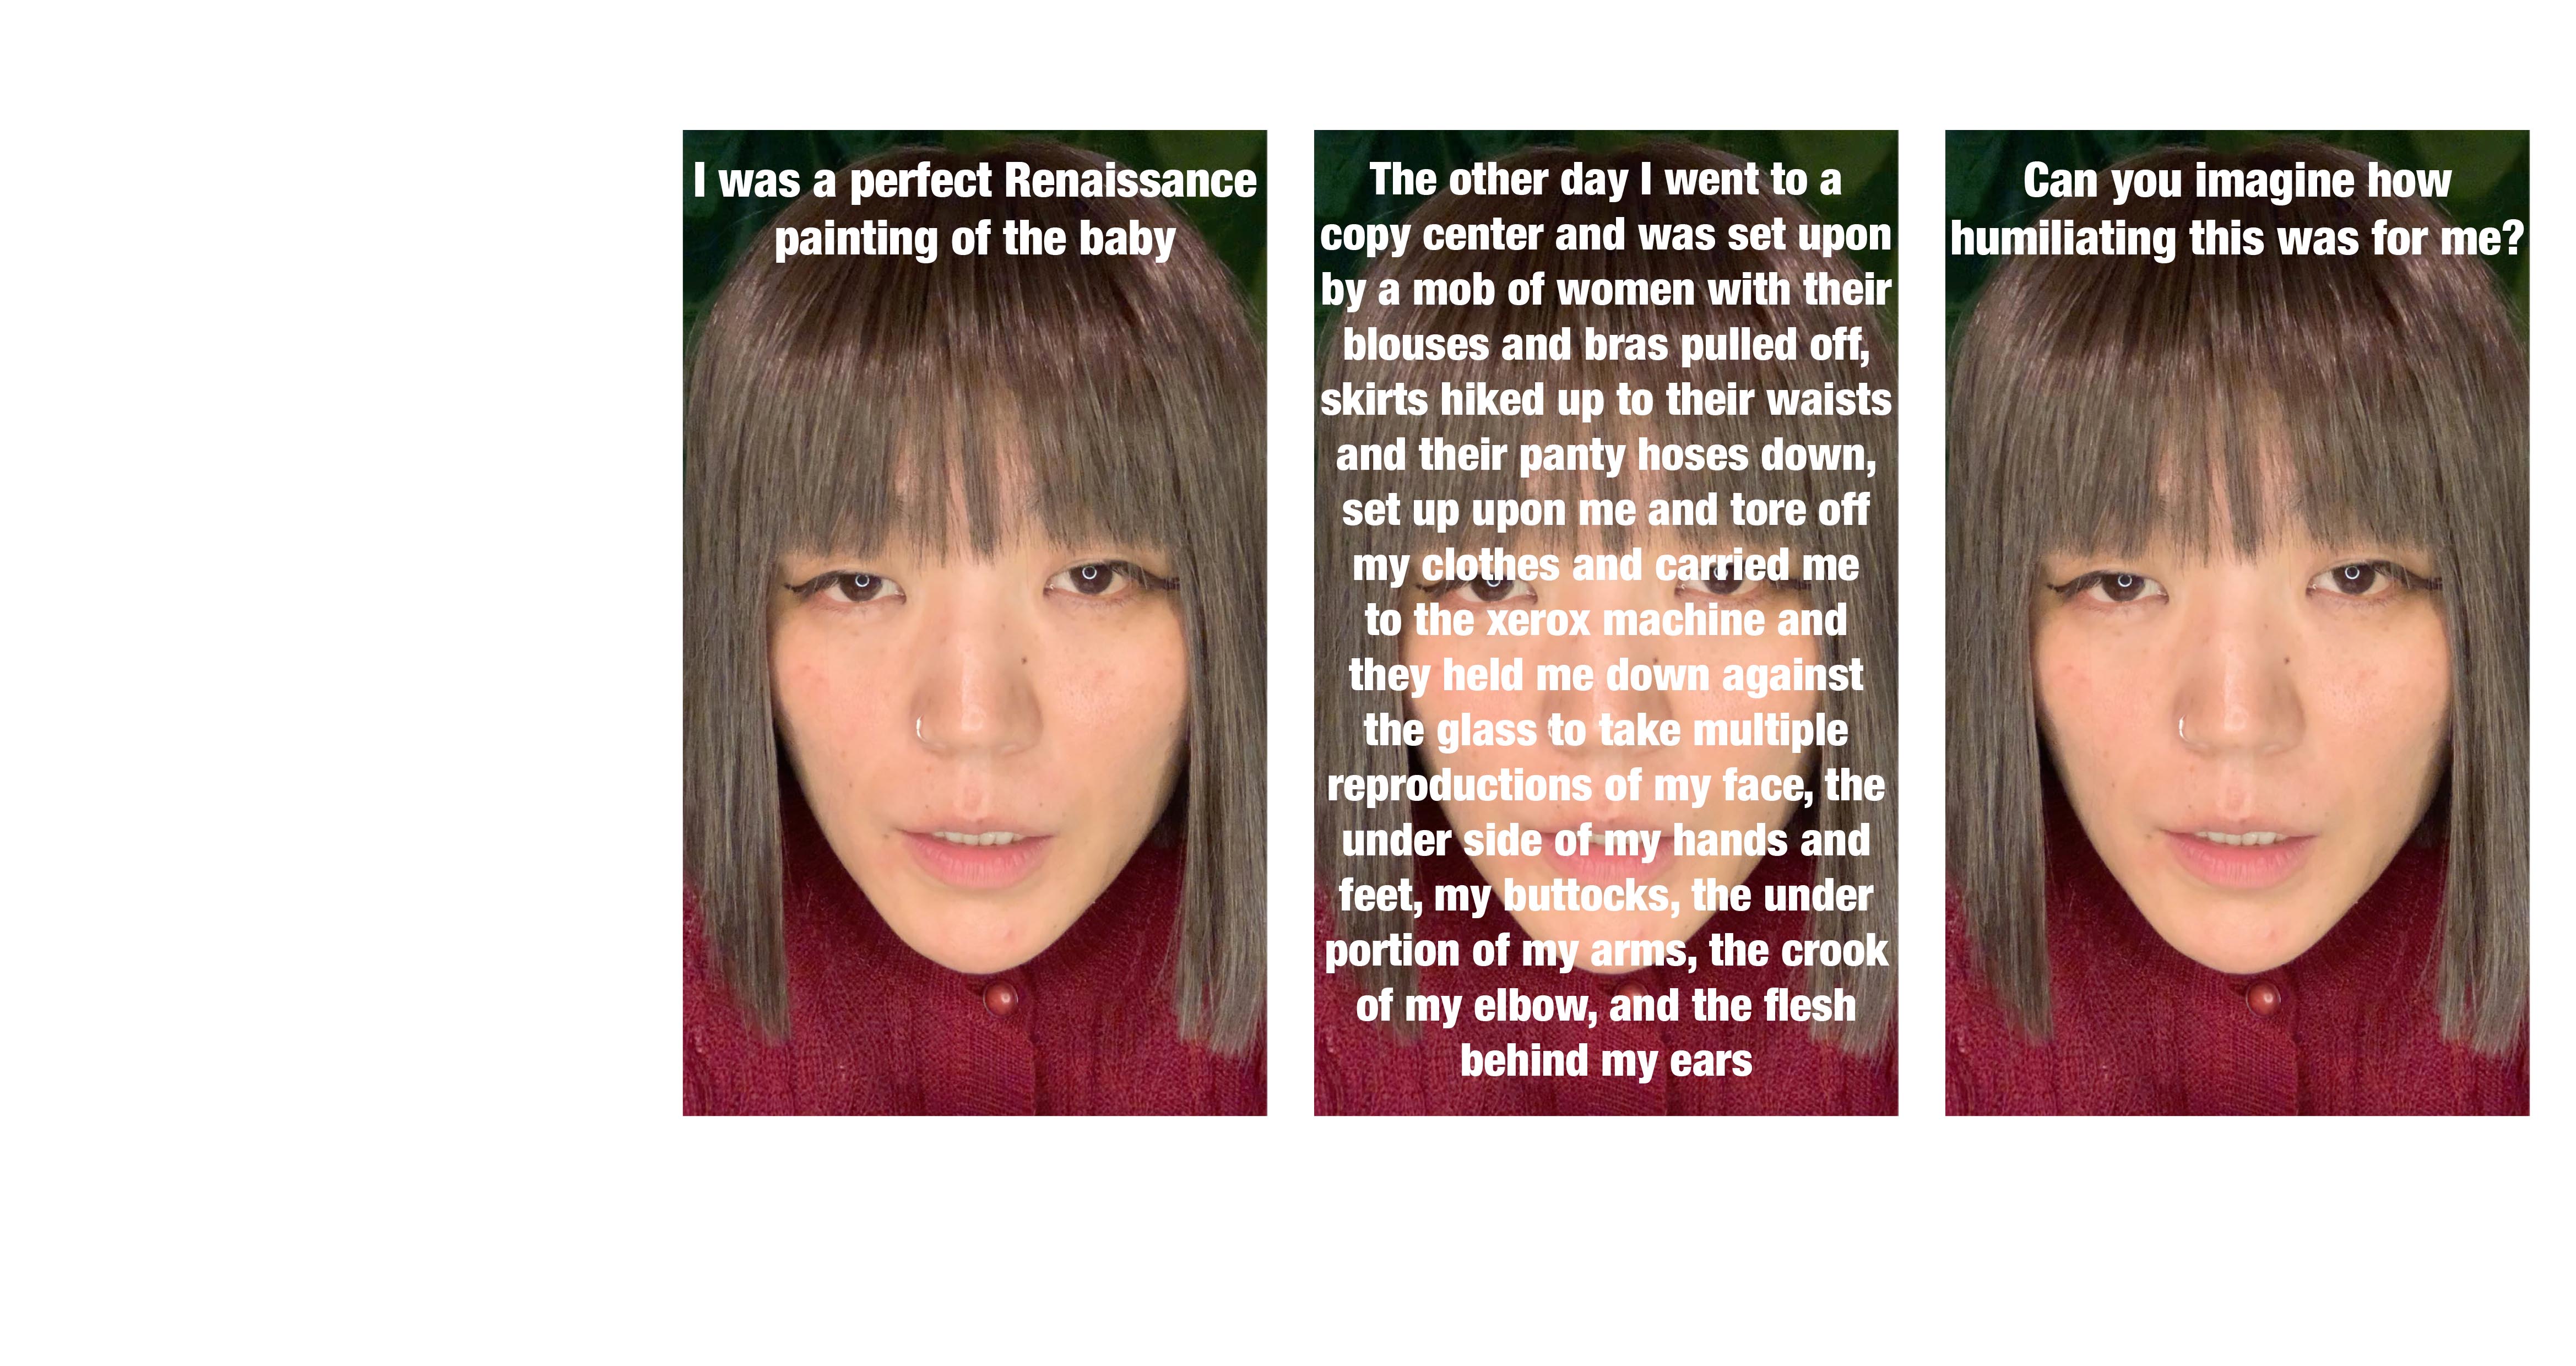 I was a perfect Renaissance
painting of the baby
The other day I went to a
copy center and was set upon
by a mob of women with their
blouses and bras pulled off,
skirts hiked up to their waists
and their panty hoses down,
set up upon me and tore off
my clothes and carried me
to the xerox machine and
they held me down against
the glass to take multiple
reproductions of my face, the
under side of my hands and
feet, my buttocks, the under
portion of my arms, the crook
of my elbow, and the flesh
behind my ears
Can you imagine how
humiliating this was for me?